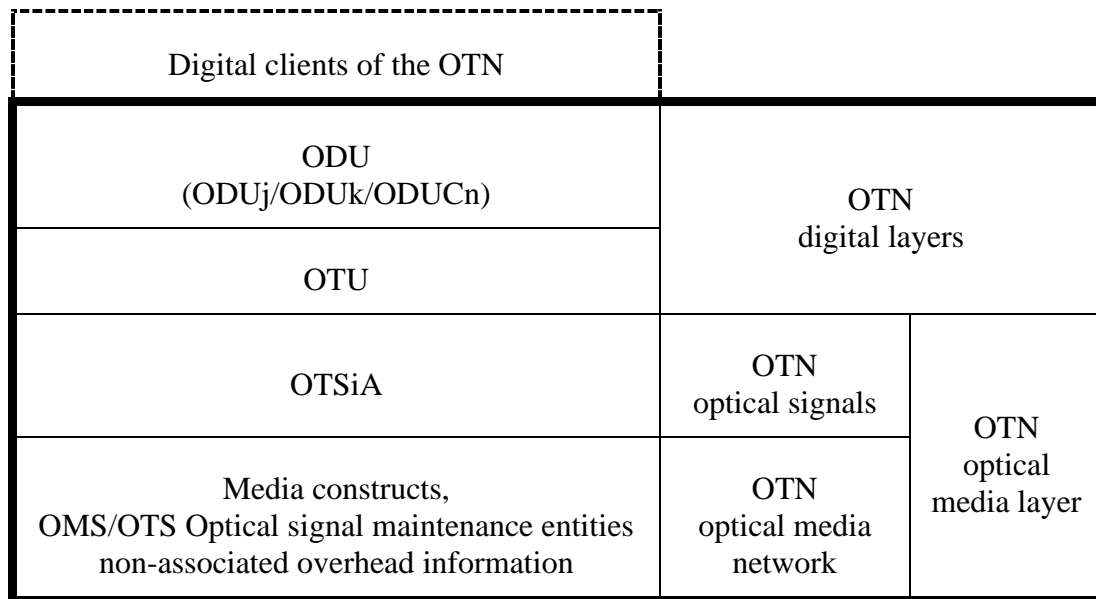 Digital clients of the OTN
ODU
(ODUj/ODUk/ODUCn)
OTN
digital layers
OTU
OTSiA
OTN
optical signals
OTN
optical
media layer
Media constructs,
OMS/OTS Optical signal maintenance entities
non-associated overhead information
OTN
optical media
network